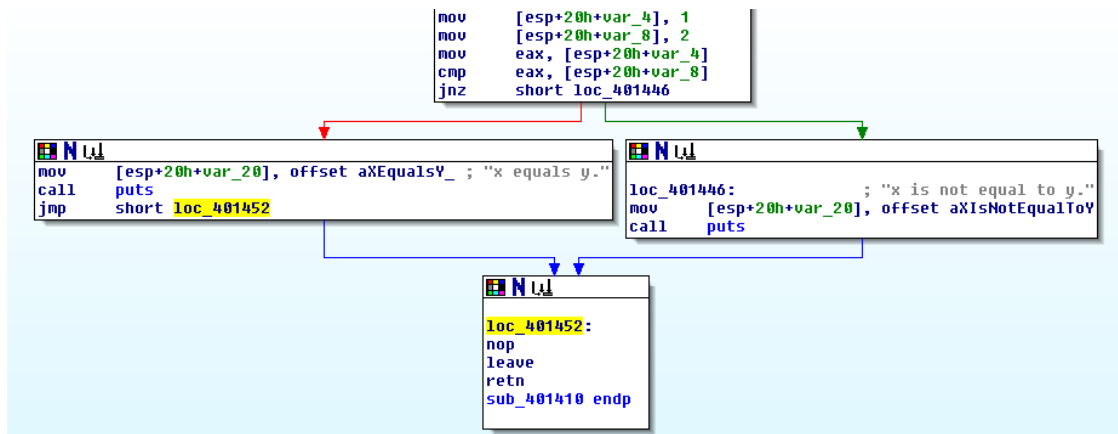 mov [esp+20h+var_4], 1
mov [esp+20h+var_8], 2
mov eax, [esp+20h+var_4]
cmp eax, [esp+20h+var_8]
jnz short loc_401446
mov [esp+20h+var_20], offset aXEqualsY_ ; "x equals y."
call puts
jmp short loc_401452
loc_401446: ; "x is not equal to y."
mov [esp+20h+var_20], offset aXIsNotEqualToY
call puts
loc_401452:
nop
leave
retn
sub_401410 endp